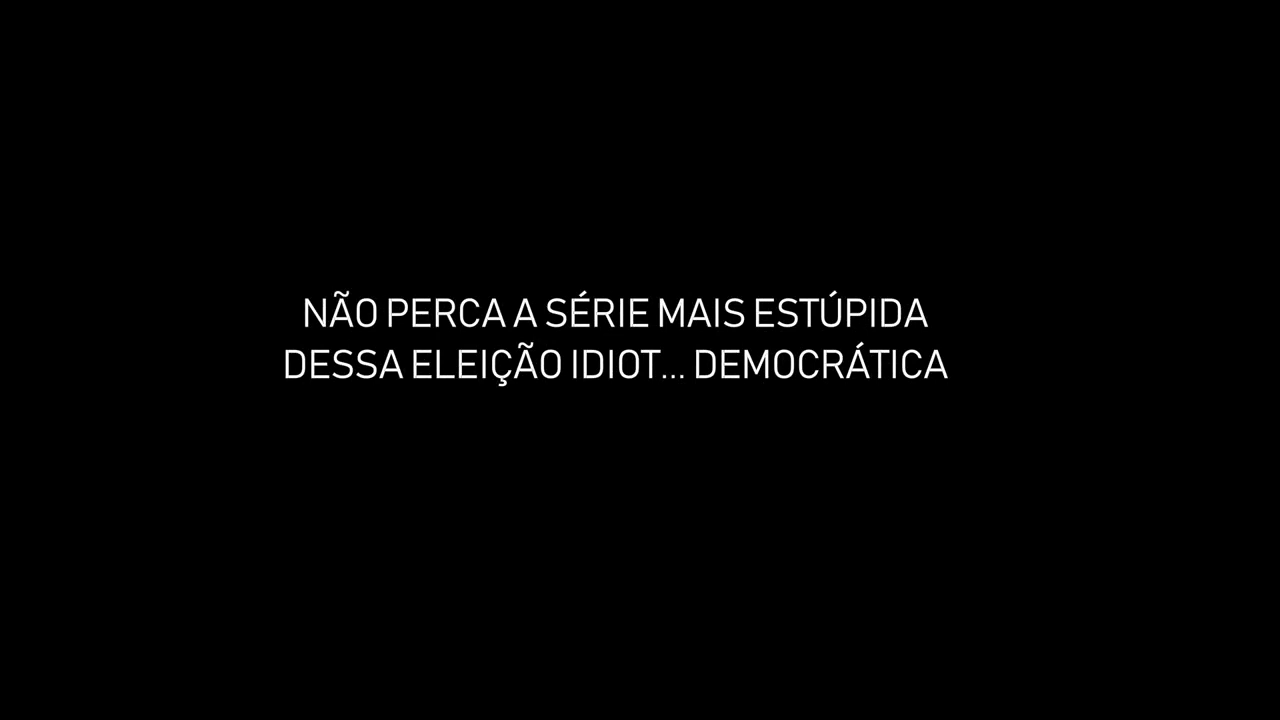 NÃO PERCA A SÉRIE MAIS ESTÚPIDA
DESSA ELEIÇÃO IDIOT... DEMOCRÁTICA